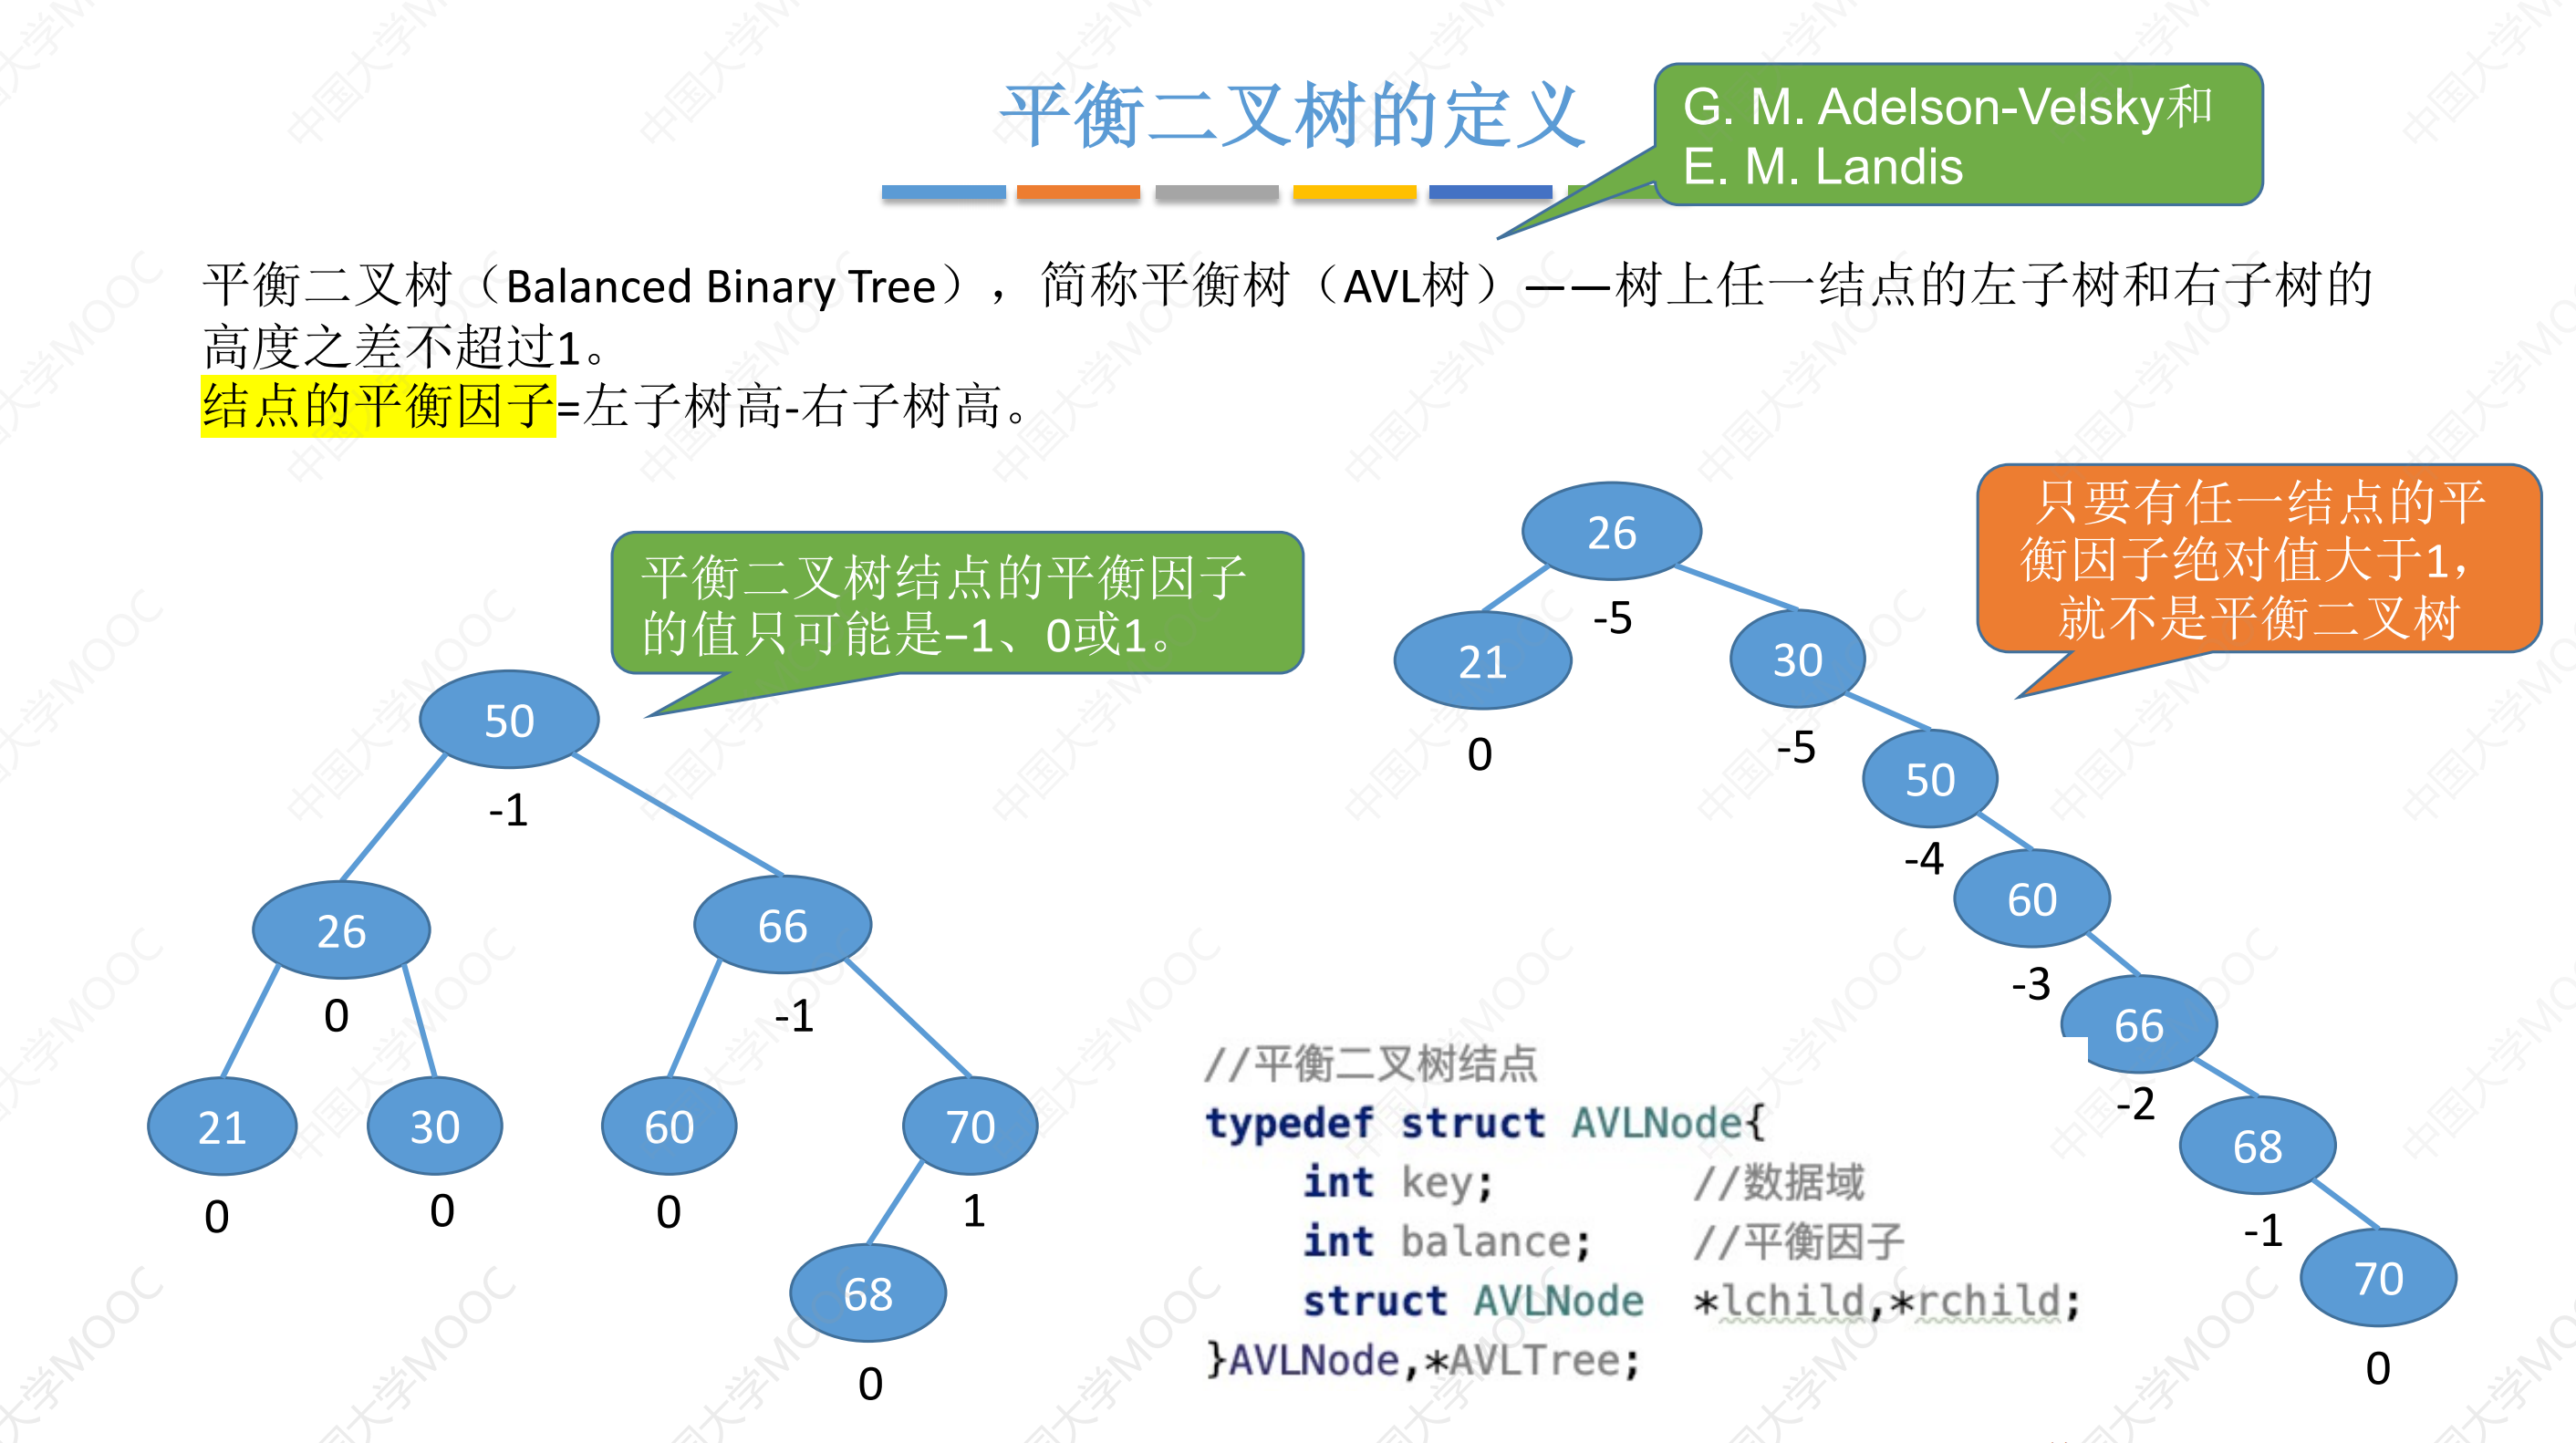 平衡二叉树的定义
G. M. Adelson-Velsky和
E. M. Landis
平衡二叉树（Balanced Binary Tree），简称平衡树（AVL树）——树上任一结点的左子树和右子树的
高度之差不超过1。
结点的平衡因子=左子树高-右子树高。
平衡二叉树结点的平衡因子
的值只可能是−1、0或1。
50
-1
26
0
66
-1
21
0
30
0
60
0
70
1
68
0
只要有任一结点的平
衡因子绝对值大于1，
就不是平衡二叉树
26
-5
21
0
30
-5
50
-4
60
-3
66
-2
68
-1
70
0
//平衡二叉树结点
typedef struct AVLNode{
    int key;        //数据域
    int balance;    //平衡因子
    struct AVLNode  *lchild,*rchild;
}AVLNode,*AVLTree;
中国大学MOOC